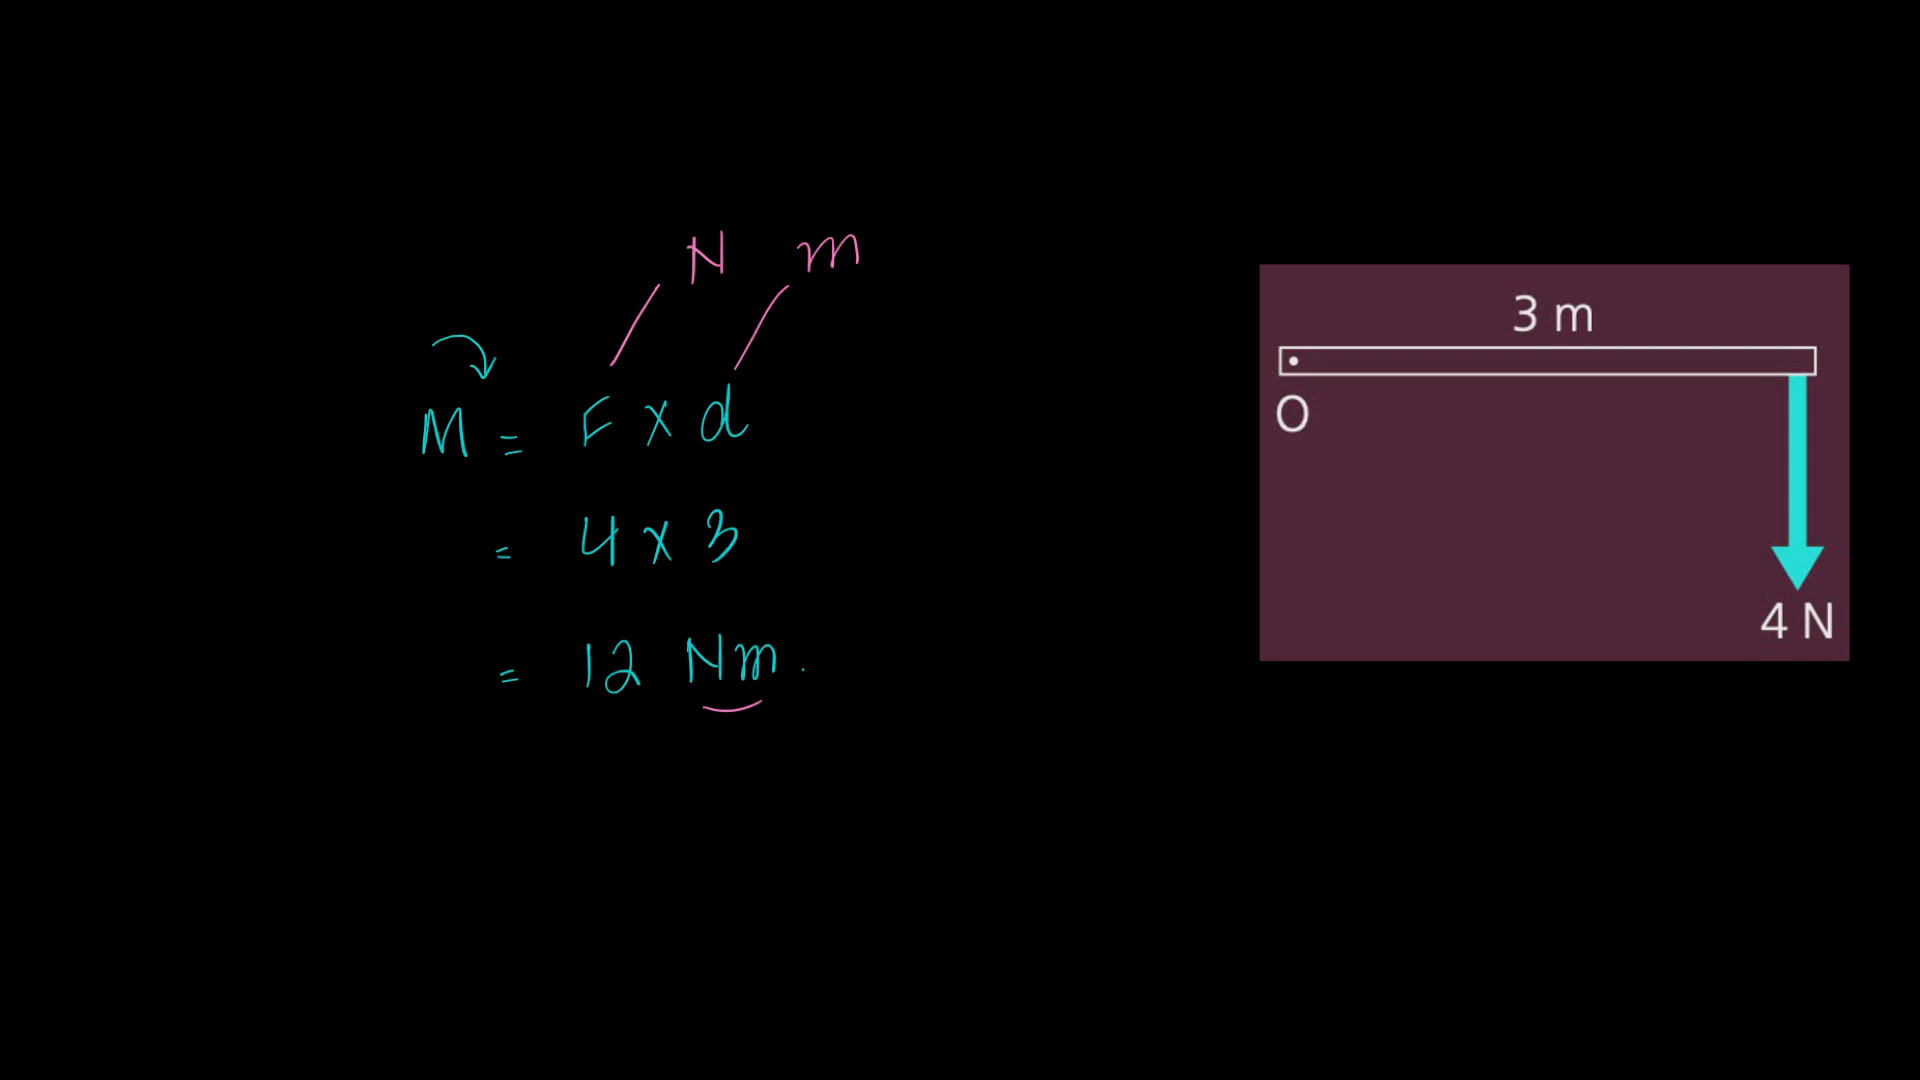 N m
M = F x d
= 4 x 3
= 12 Nm.
3 m
O
4 N